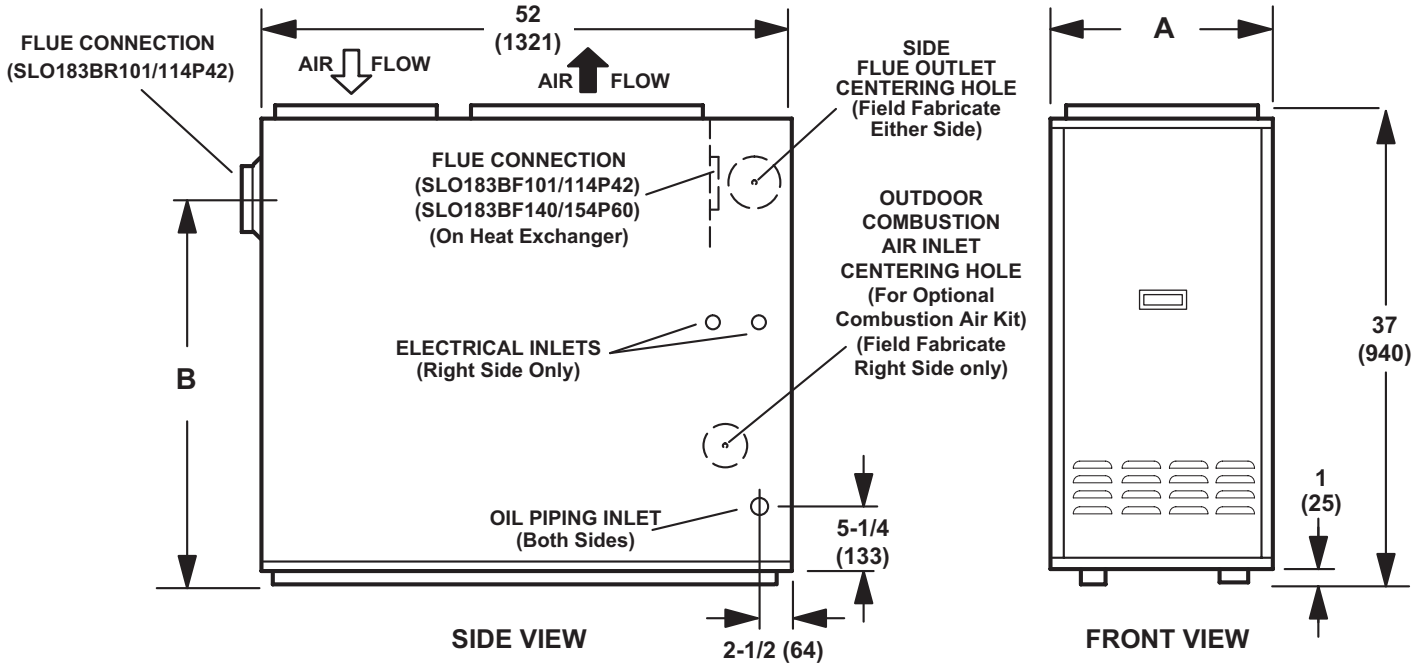 52
(1321)
FLUE CONNECTION
(SLO183BR101/114P42)
AIR FLOW
AIR FLOW
SIDE
FLUE OUTLET
CENTERING HOLE
(Field Fabricate
Either Side)
A
FLUE CONNECTION
(SLO183BF101/114P42)
(SLO183BF140/154P60)
(On Heat Exchanger)
OUTDOOR
COMBUSTION
AIR INLET
CENTERING HOLE
(For Optional
Combustion Air Kit)
(Field Fabricate
Right Side only)
37
(940)
ELECTRICAL INLETS
(Right Side Only)
B
OIL PIPING INLET
(Both Sides)
5-1/4
(133)
1
(25)
2-1/2 (64)
SIDE VIEW
FRONT VIEW